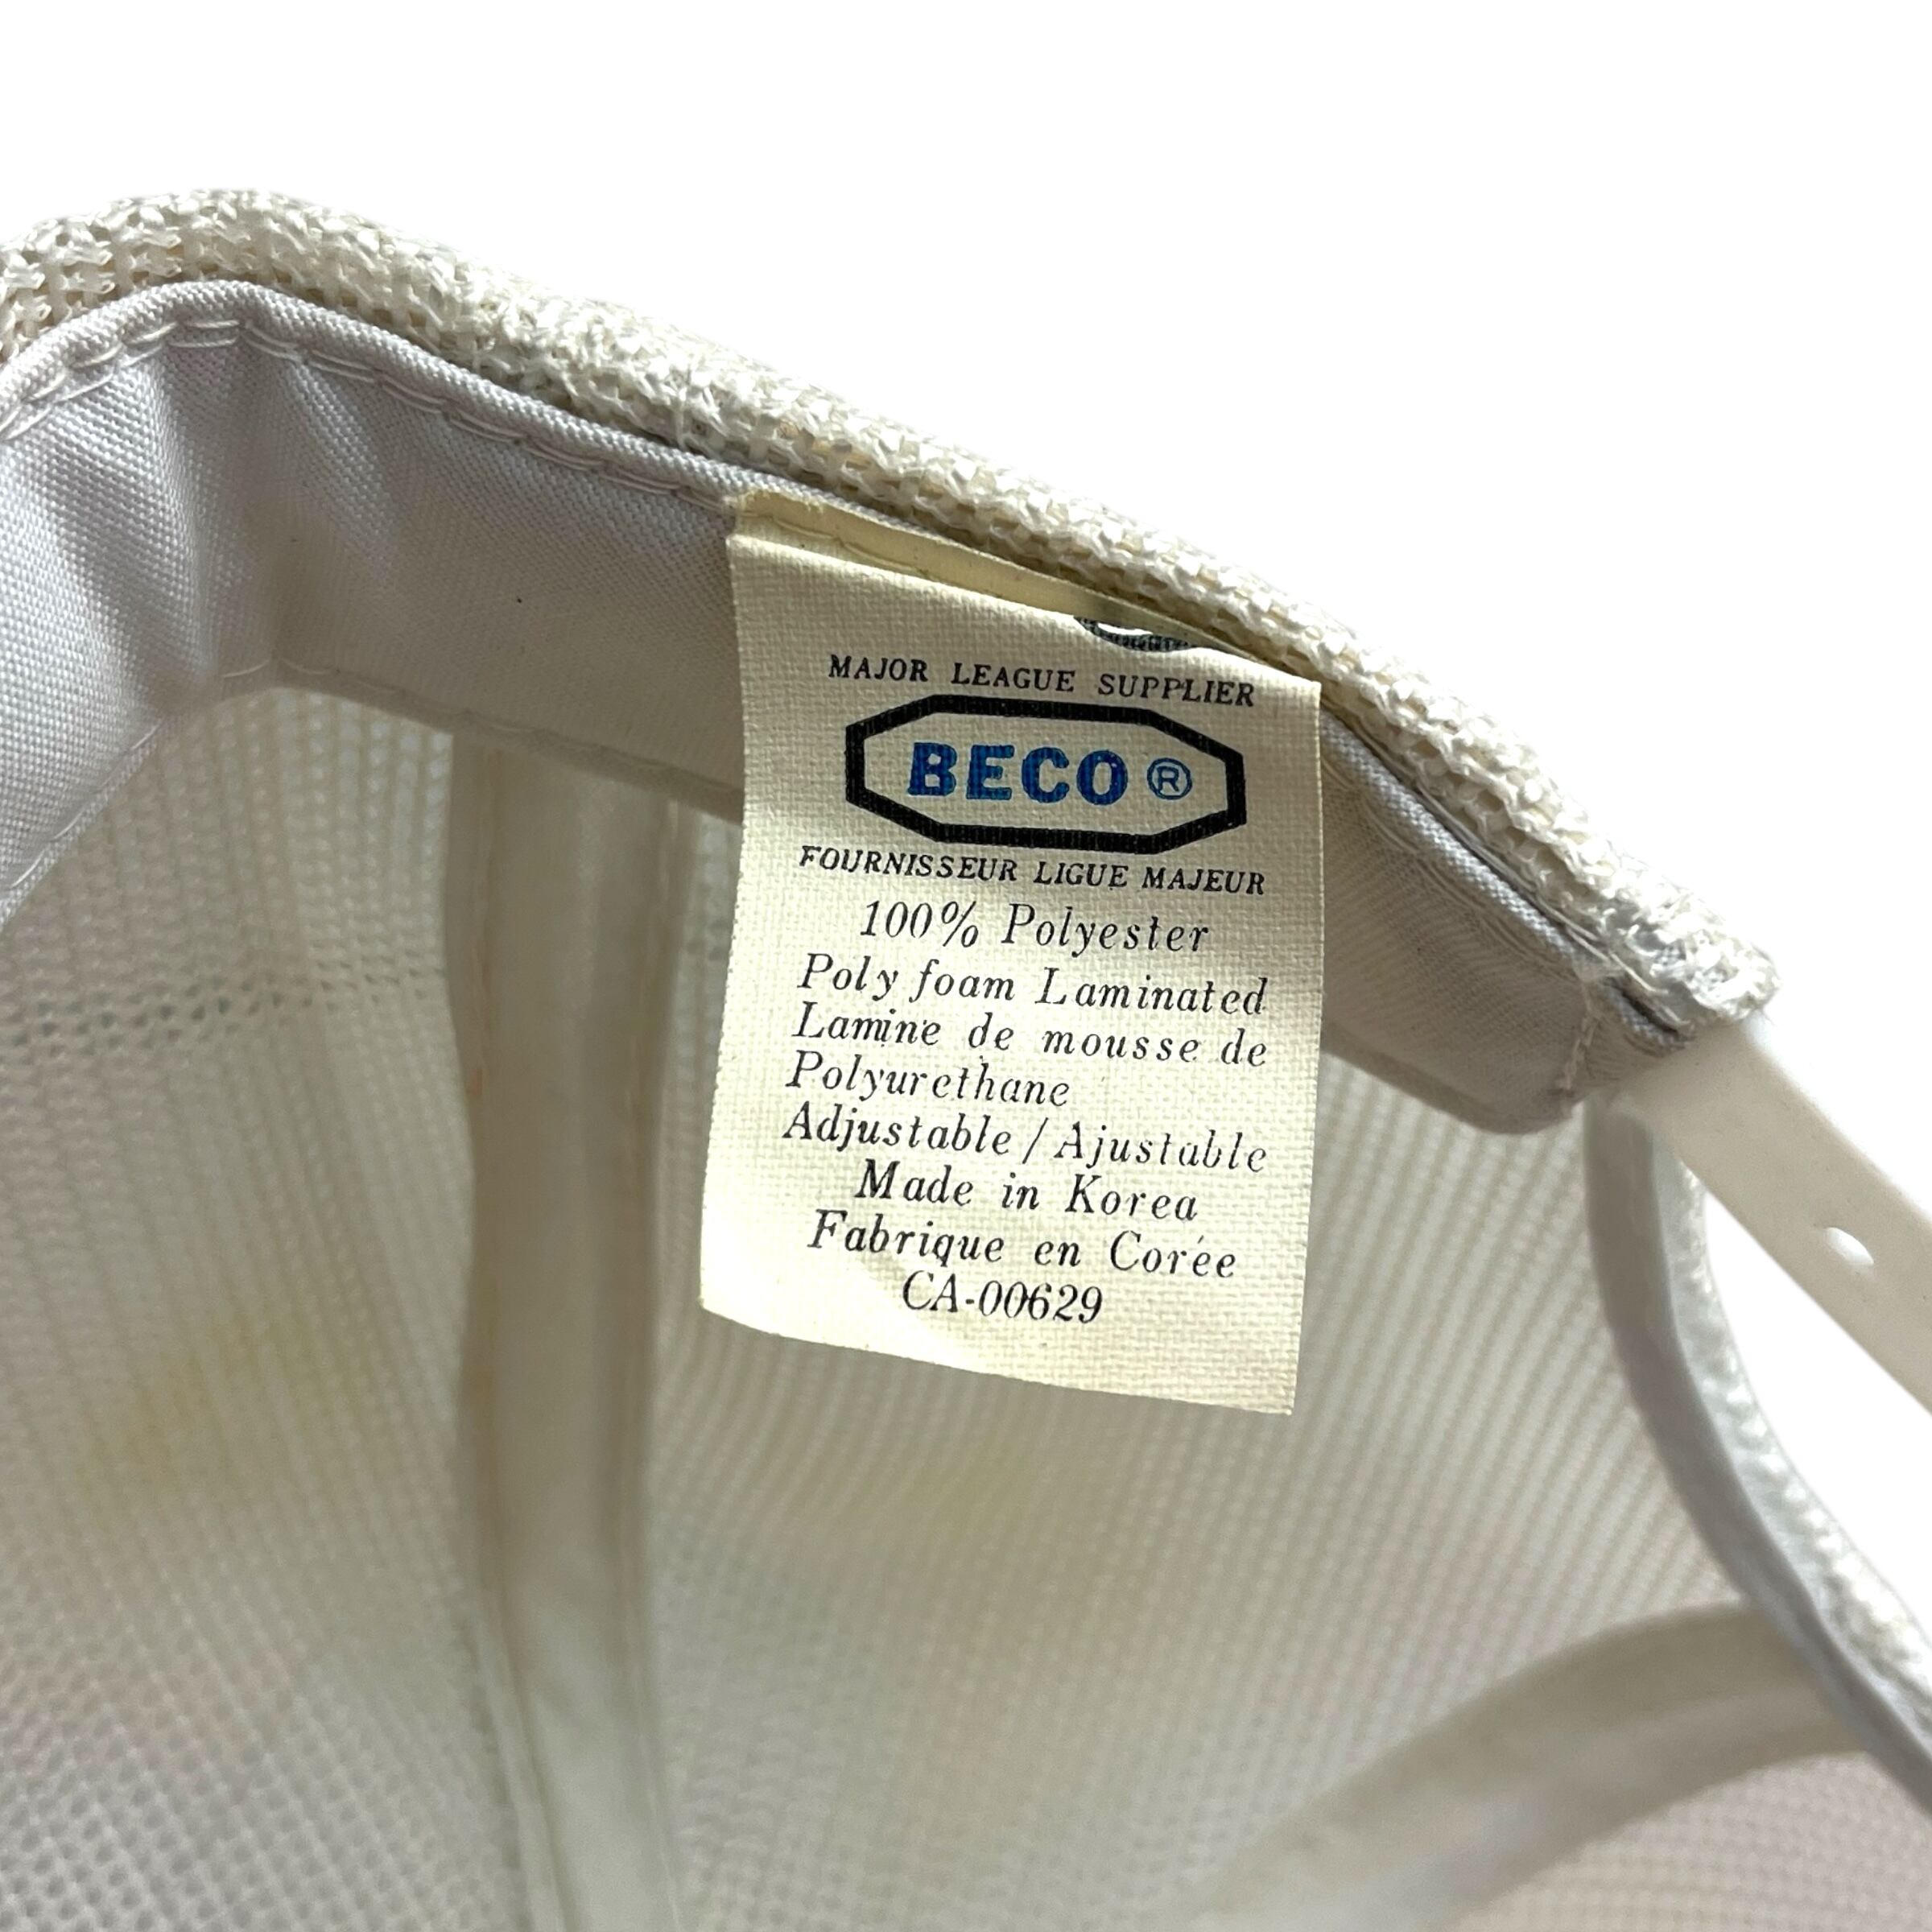 MAJOR LEAGUE SUPPLIER
BECO®
FOURNISSEUR LIGUE MAJEUR
100% Polyester
Poly foam Laminated
Lamine de mousse de
Polyurethane
Adjustable / Ajustable
Made in Korea
Fabrique en Corée
CA-00629